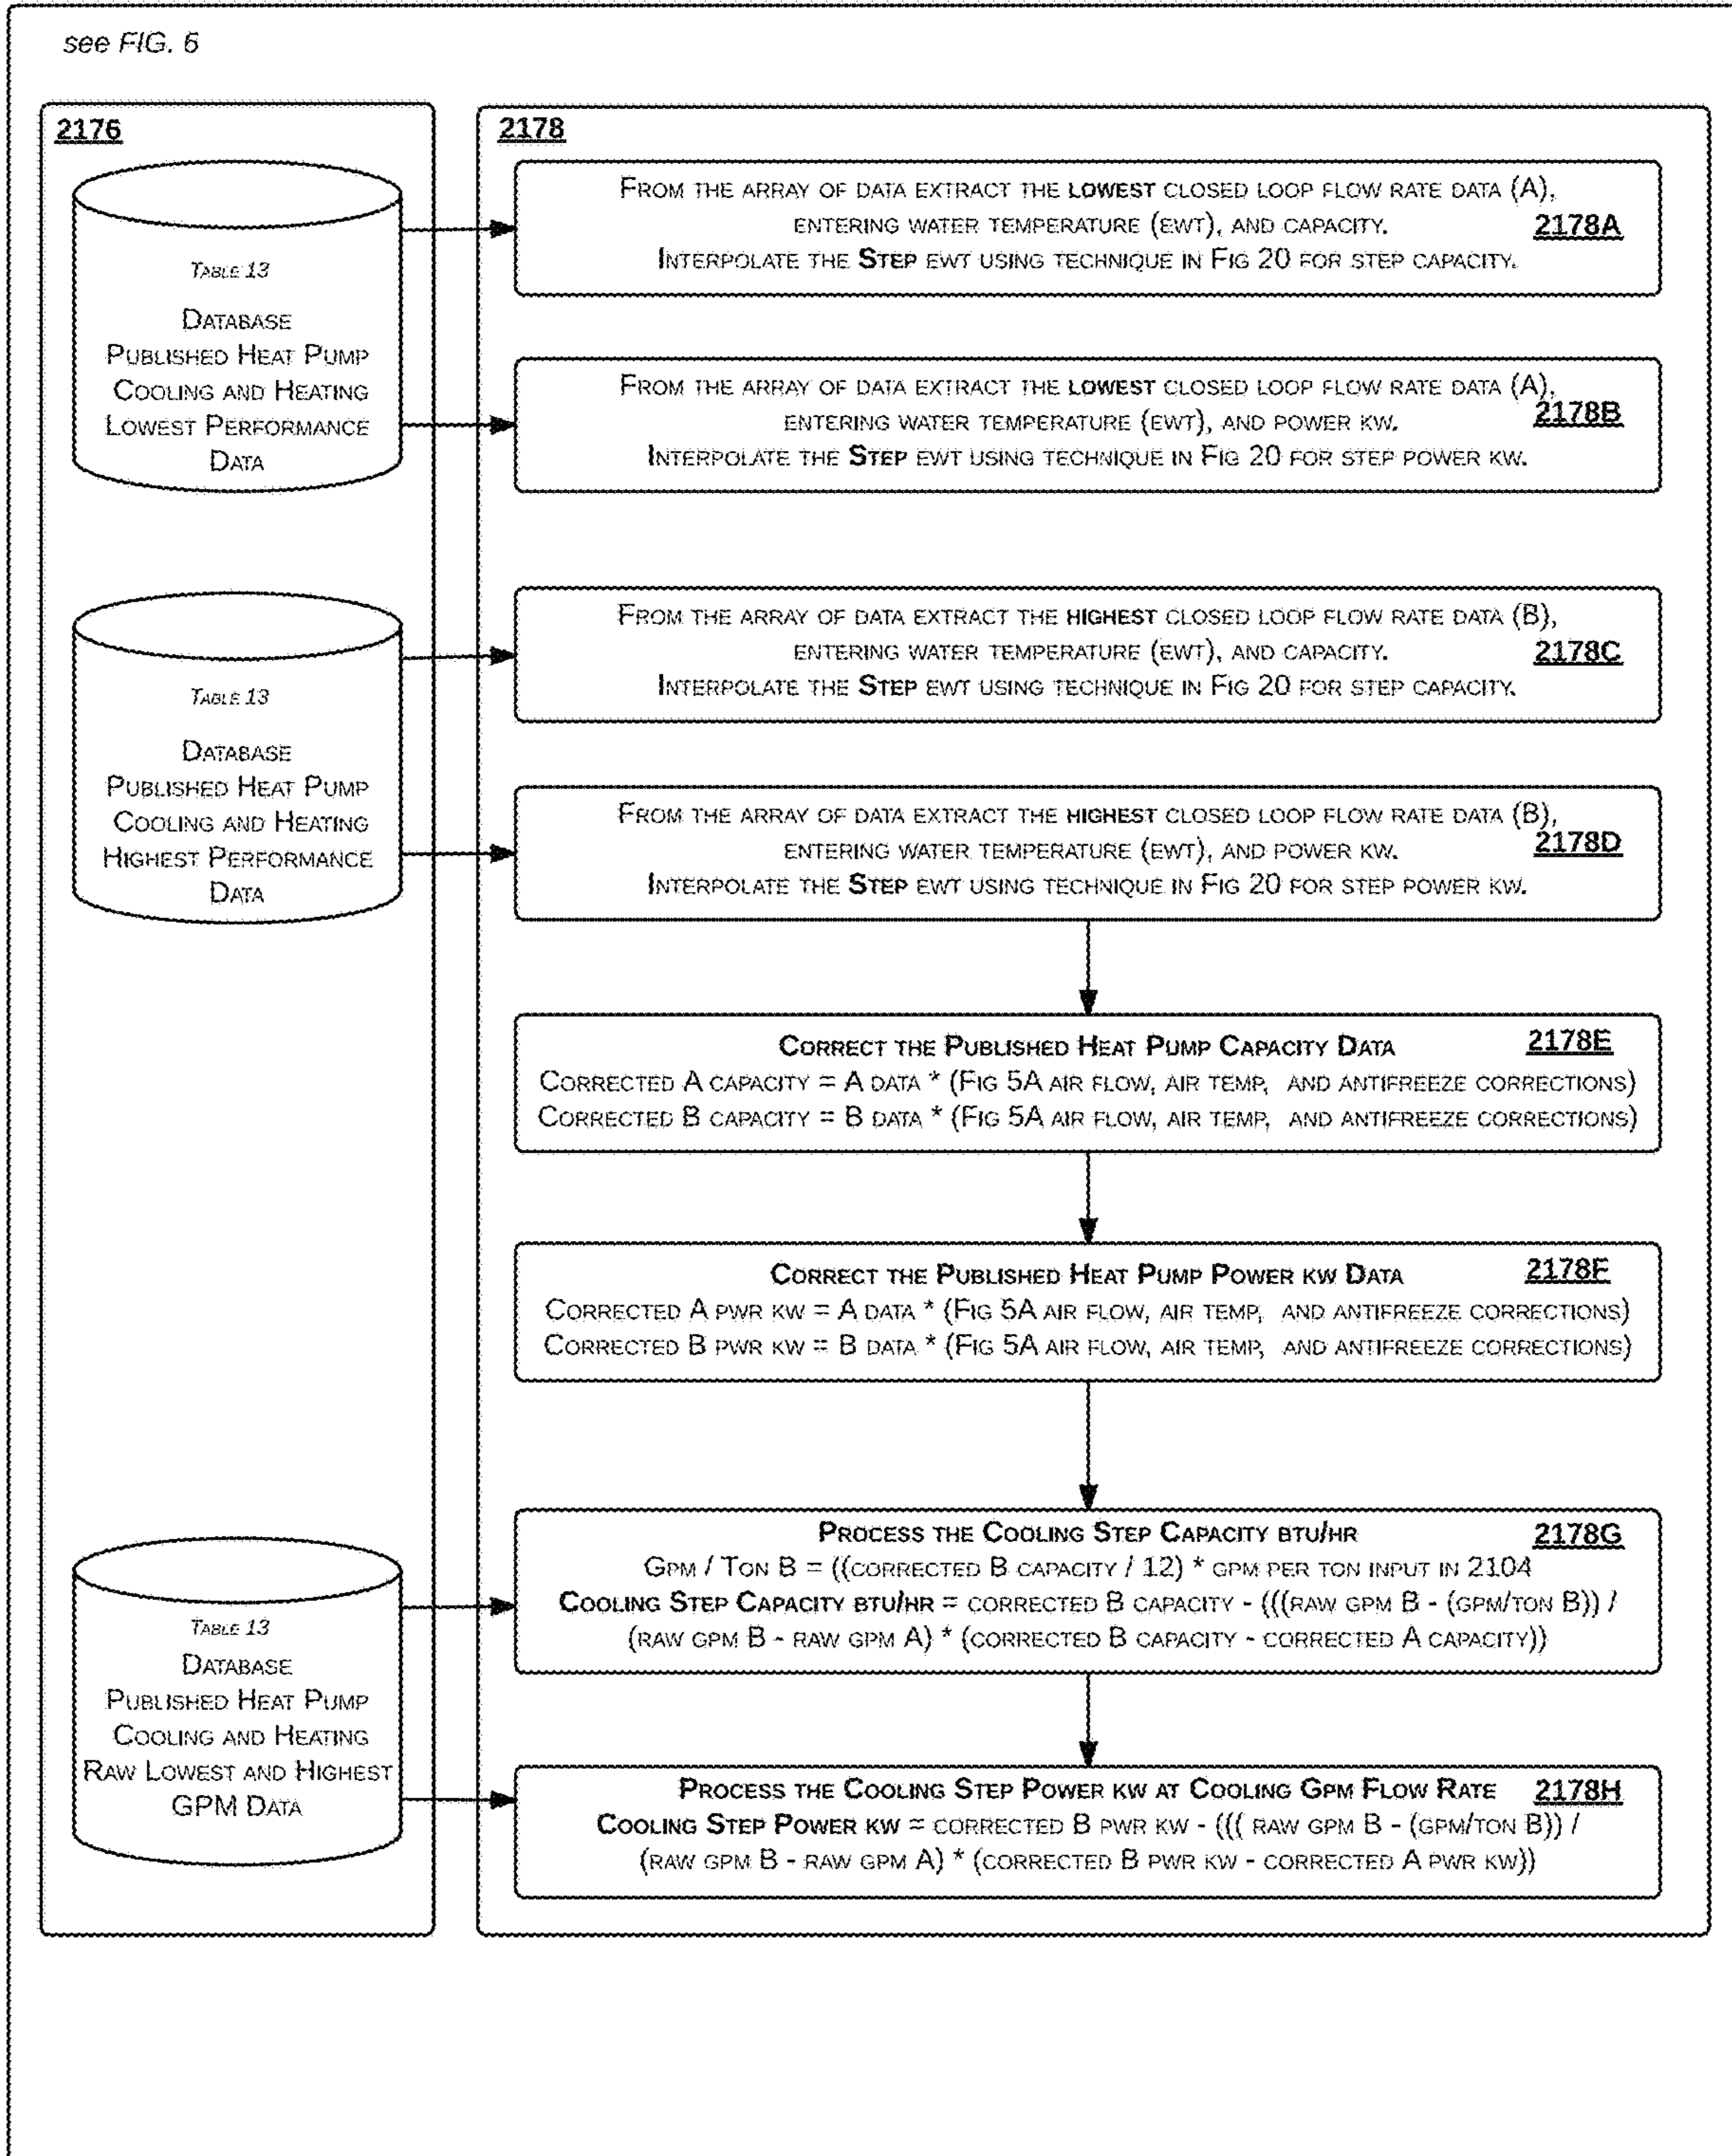 see FIG. 6
2176
Table 13
Database
Published Heat Pump
Cooling and Heating
Lowest Performance
Data
Table 13
Database
Published Heat Pump
Cooling and Heating
Highest Performance
Data
Table 13
Database
Published Heat Pump
Cooling and Heating
Raw Lowest and Highest
GPM Data
2178
From the array of data extract the lowest closed loop flow rate data (A),
entering water temperature (ewt), and capacity.
2178A
Interpolate the Step ewt using technique in Fig 20 for step capacity.
From the array of data extract the lowest closed loop flow rate data (A),
entering water temperature (ewt), and power kw.
2178B
Interpolate the Step ewt using technique in Fig 20 for step power kw.
From the array of data extract the highest closed loop flow rate data (B),
entering water temperature (ewt), and capacity.
2178C
Interpolate the Step ewt using technique in Fig 20 for step capacity.
From the array of data extract the highest closed loop flow rate data (B),
entering water temperature (ewt), and power kw.
2178D
Interpolate the Step ewt using technique in Fig 20 for step power kw.
Correct the Published Heat Pump Capacity Data
2178E
Corrected A capacity = A data * (Fig 5A air flow, air temp, and antifreeze corrections)
Corrected B capacity = B data * (Fig 5A air flow, air temp, and antifreeze corrections)
Correct the Published Heat Pump Power kw Data
2178F
Corrected A pwr kw = A data * (Fig 5A air flow, air temp, and antifreeze corrections)
Corrected B pwr kw = B data * (Fig 5A air flow, air temp, and antifreeze corrections)
Process the Cooling Step Capacity btu/hr
2178G
Gpm / Ton B = ((corrected B capacity / 12) * gpm per ton input in 2104
Cooling Step Capacity btu/hr = corrected B capacity - (((raw gpm B - (gpm/ton B)) /
(raw gpm B - raw gpm A) * (corrected B capacity - corrected A capacity))
Process the Cooling Step Power kw at Cooling Gpm Flow Rate
2178H
Cooling Step Power kw = corrected B pwr kw - ((( raw gpm B - (gpm/ton B)) /
(raw gpm B - raw gpm A) * (corrected B pwr kw - corrected A pwr kw))